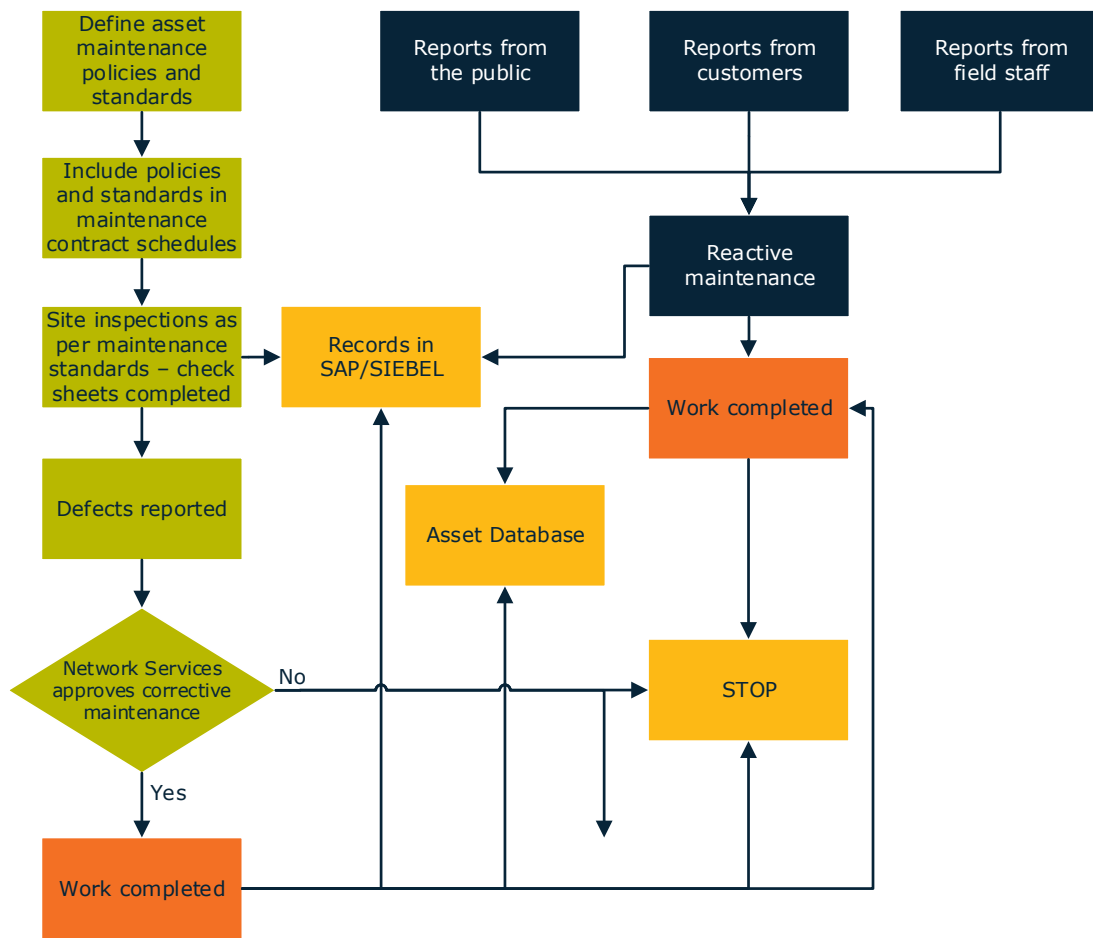 Define asset
maintenance
policies and
standards
Reports from
the public
Reports from
customers
Reports from
field staff
Include policies
and standards in
maintenance
contract schedules
Reactive
maintenance
Site inspections as
per maintenance
standards – check
sheets completed
Records in
SAP/SIEBEL
Work completed
Defects reported
Asset Database
Network Services
approves corrective
maintenance
No
STOP
Yes
Work completed